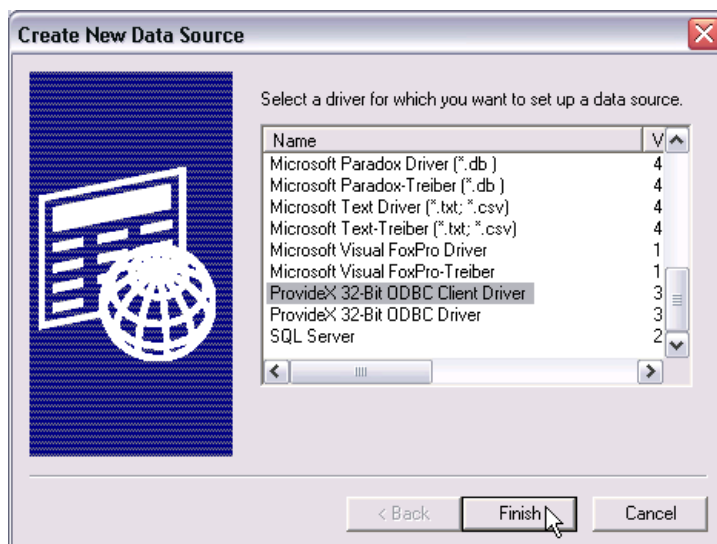 Create New Data Source
Select a driver for which you want to set up a data source.
Name V
Microsoft Paradox Driver (*.db ) 4
Microsoft Paradox-Treiber (*.db ) 4
Microsoft Text Driver (*.txt; *.csv) 4
Microsoft Text-Treiber (*.txt; *.csv) 4
Microsoft Visual FoxPro Driver 1
Microsoft Visual FoxPro-Treiber 1
ProvideX 32-Bit ODBC Client Driver 3
ProvideX 32-Bit ODBC Driver 3
SQL Server 2
< Back Finish Cancel